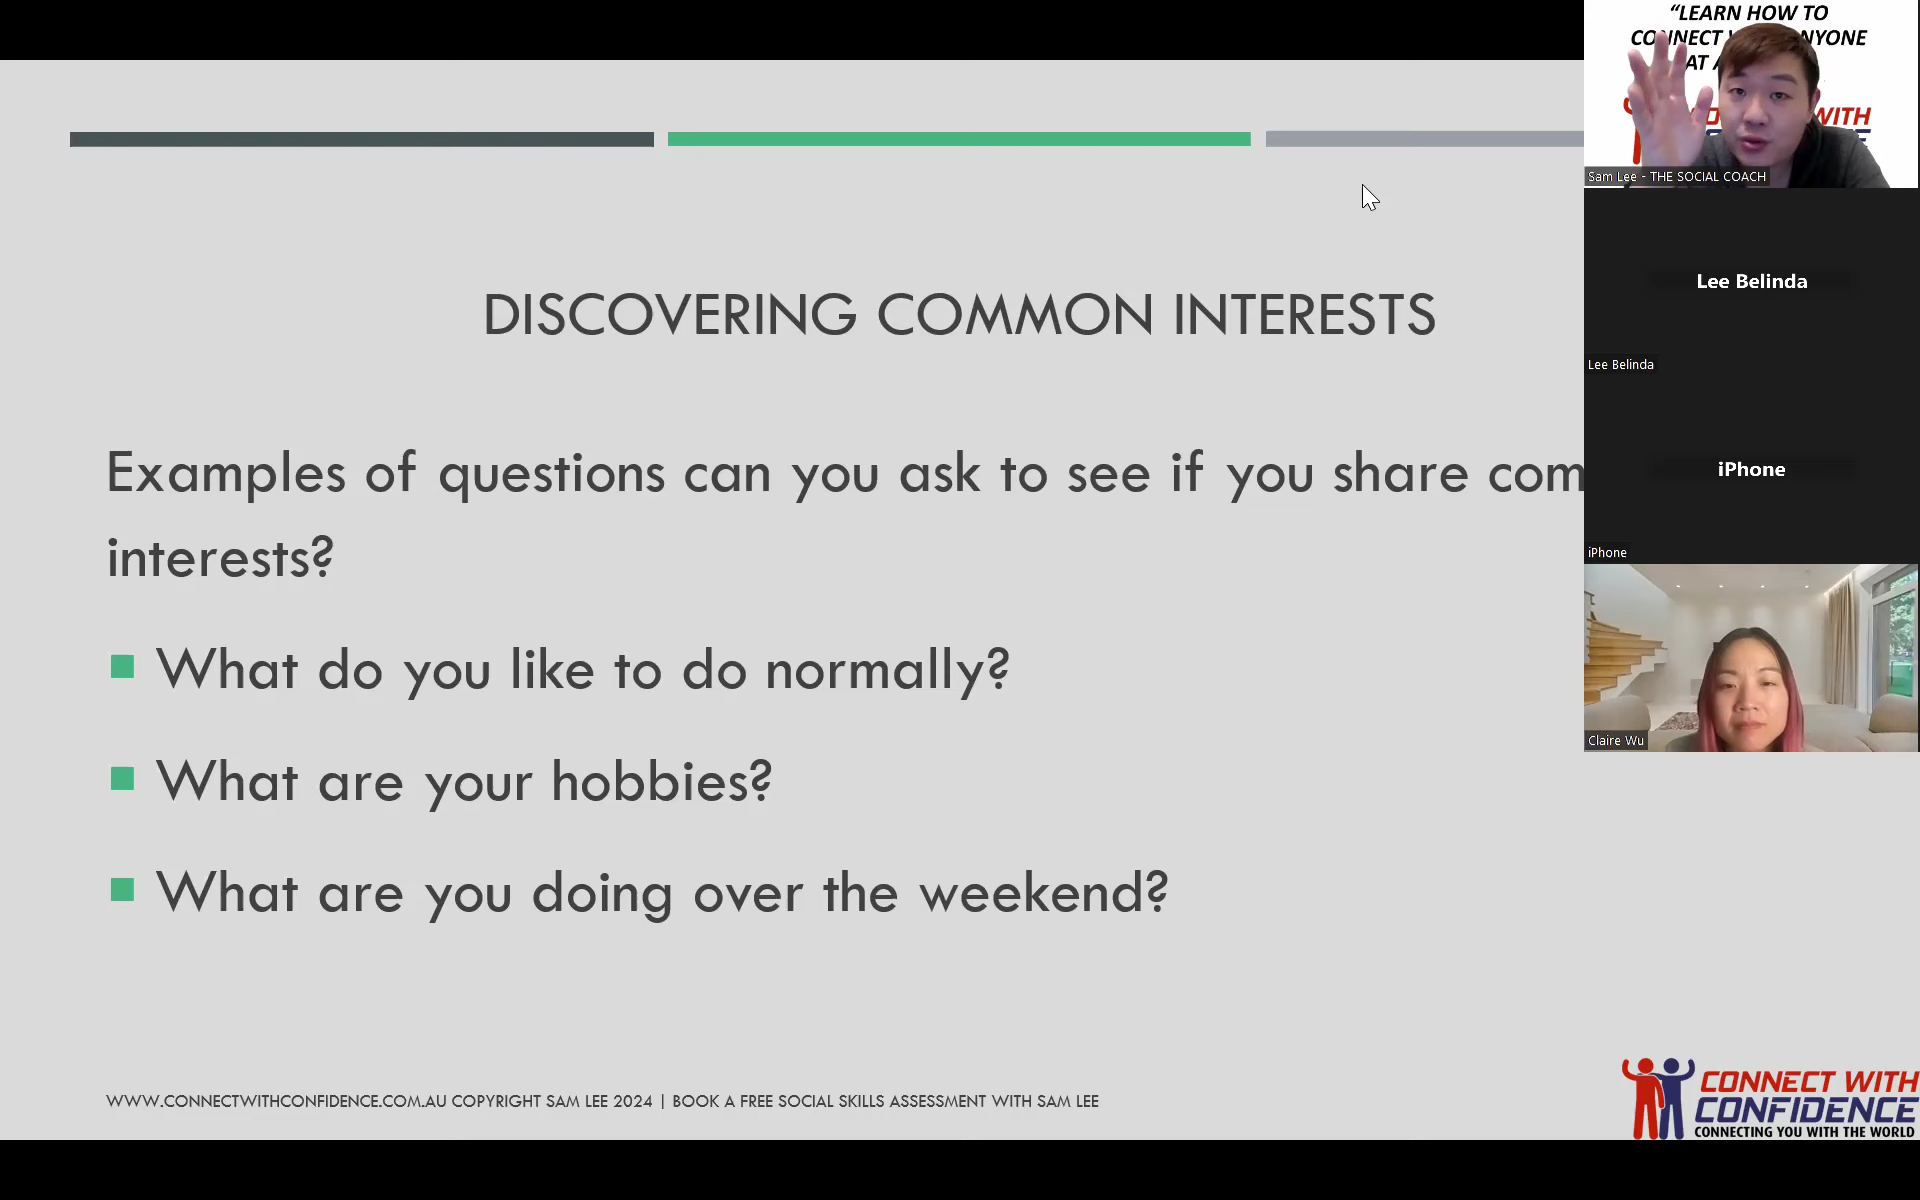 DISCOVERING COMMON INTERESTS
Examples of questions can you ask to see if you share com
interests?
What do you like to do normally?
What are your hobbies?
What are you doing over the weekend?
WWW.CONNECTWITHCONFIDENCE.COM.AU COPYRIGHT SAM LEE 2024 | BOOK A FREE SOCIAL SKILLS ASSESSMENT WITH SAM LEE
CONNECT WITH
CONFIDENCE
CONNECTING YOU WITH THE WORLD
“LEARN HOW TO
CONNECT NYONE
AT
WITH
Sam Lee - THE SOCIAL COACH
Lee Belinda
Lee Belinda
iPhone
iPhone
Claire Wu